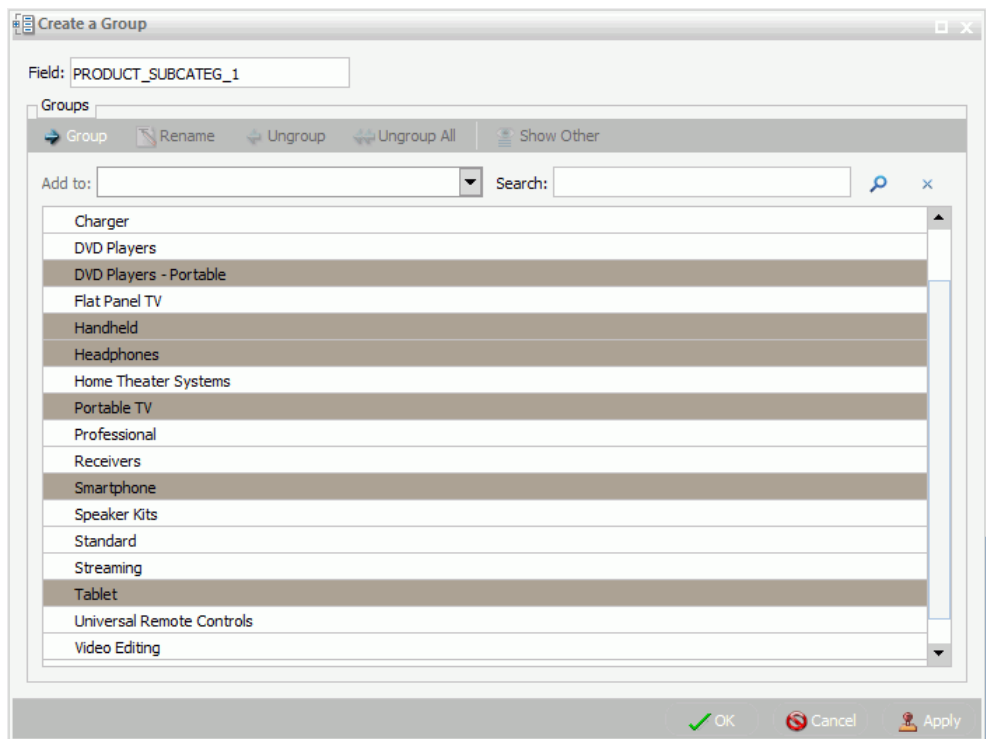 Create a Group
Field: PRODUCT_SUBCATEG_1
Groups
Group Rename Ungroup Ungroup All Show Other
Add to: Search:
Charger
DVD Players
DVD Players - Portable
Flat Panel TV
Handheld
Headphones
Home Theater Systems
Portable TV
Professional
Receivers
Smartphone
Speaker Kits
Standard
Streaming
Tablet
Universal Remote Controls
Video Editing
OK Cancel Apply